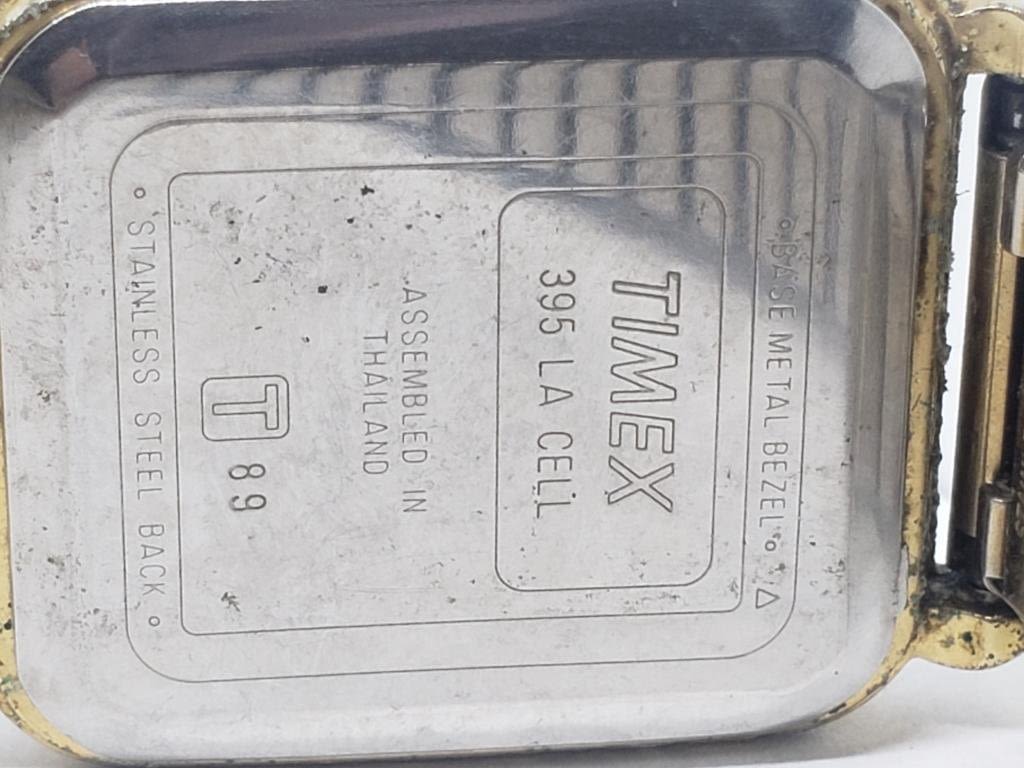 ° BASE METAL BEZEL ° △
TIMEX
395 LA CELL
ASSEMBLED IN
THAILAND
T 89
° STAINLESS STEEL BACK °